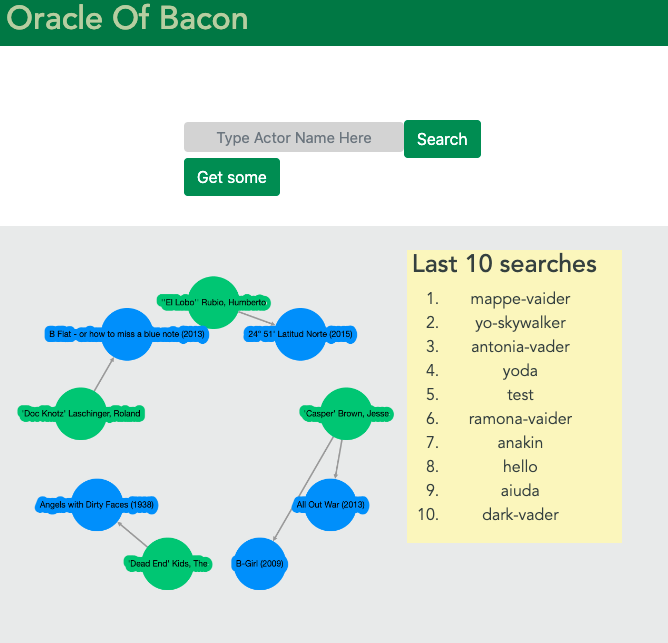 Oracle Of Bacon
Type Actor Name Here
Search
Get some
"El Lobo" Rubio, Humberto
B Flat - or how to miss a blue note (2013)
24° 51' Latitud Norte (2015)
'Doc Knotz' Laschinger, Roland
'Casper' Brown, Jesse
Angels with Dirty Faces (1938)
All Out War (2013)
'Dead End' Kids, The
B-Girl (2009)
Last 10 searches
1. mappe-vaider
2. yo-skywalker
3. antonia-vader
4. yoda
5. test
6. ramona-vaider
7. anakin
8. hello
9. aiuda
10. dark-vader